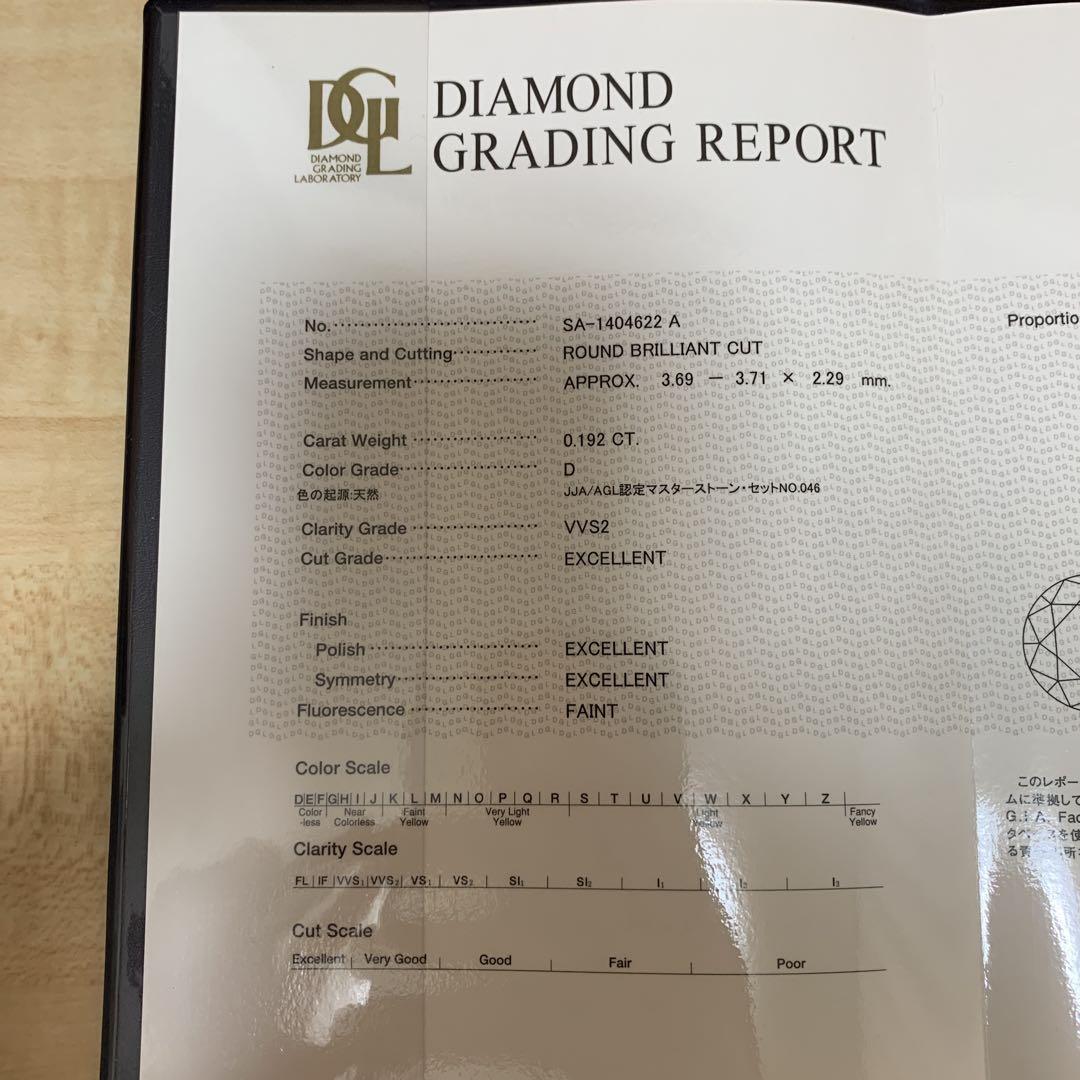 DGL
DIAMOND
GRADING
LABORATORY
DIAMOND
GRADING REPORT
No. SA-1404622 A
Shape and Cutting ROUND BRILLIANT CUT
Measurement APPROX. 3.69 － 3.71 × 2.29 mm.
Carat Weight 0.192 CT.
Color Grade D
色の起源:天然 JJA/AGL認定マスターストーン・セットNO.046
Clarity Grade VVS2
Cut Grade EXCELLENT
Finish
Polish EXCELLENT
Symmetry EXCELLENT
Fluorescence FAINT
Proportio
Color Scale
D E F G H I J K L M N O P Q R S T U V W X Y Z
Color-less Near Colorless Faint Yellow Very Light Yellow Light Yellow Fancy Yellow
Clarity Scale
FL IF VVS1 VVS2 VS1 VS2 SI1 SI2 I1 I2 I3
Cut Scale
Excellent Very Good Good Fair Poor
このレポー
ムに準拠して
G.I.A. Fac